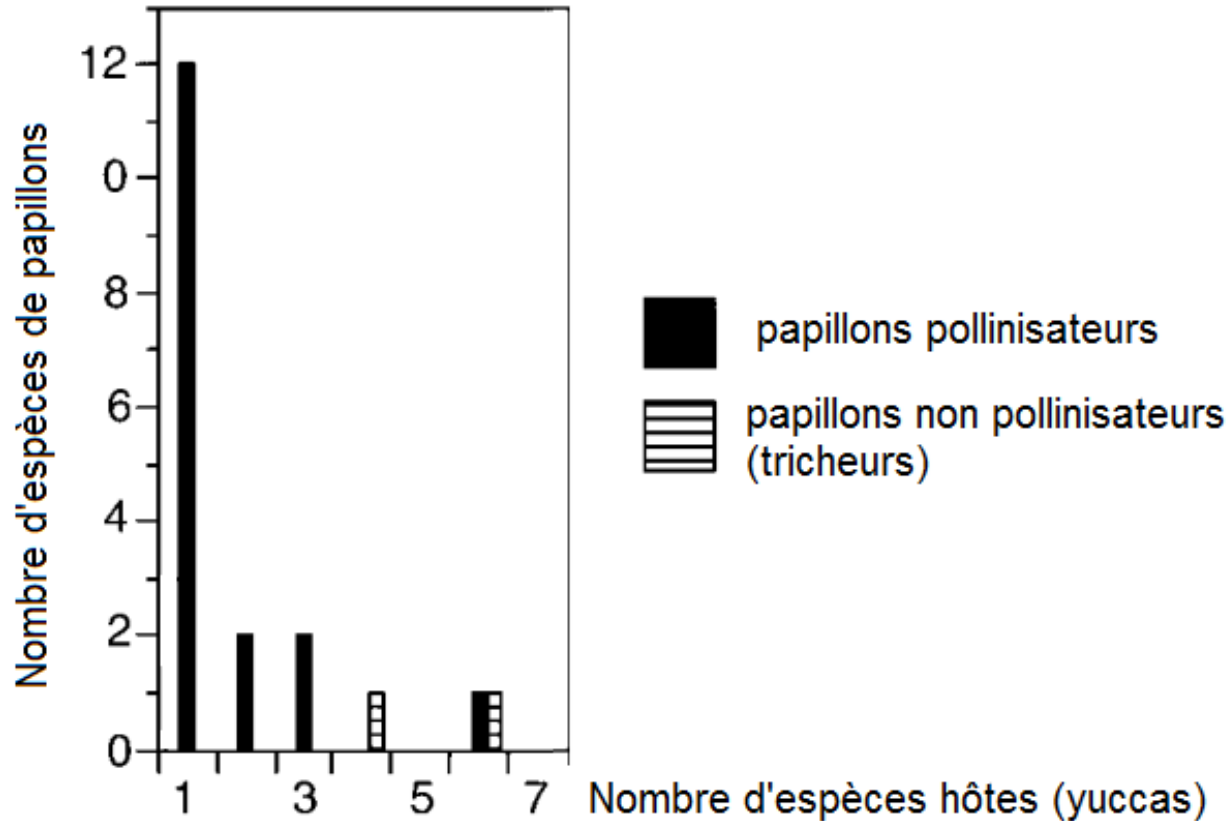 Nombre d'espèces de papillons
12
0
8
6
4
2
0
1 3 5 7
Nombre d'espèces hôtes (yuccas)
papillons pollinisateurs
papillons non pollinisateurs
(tricheurs)